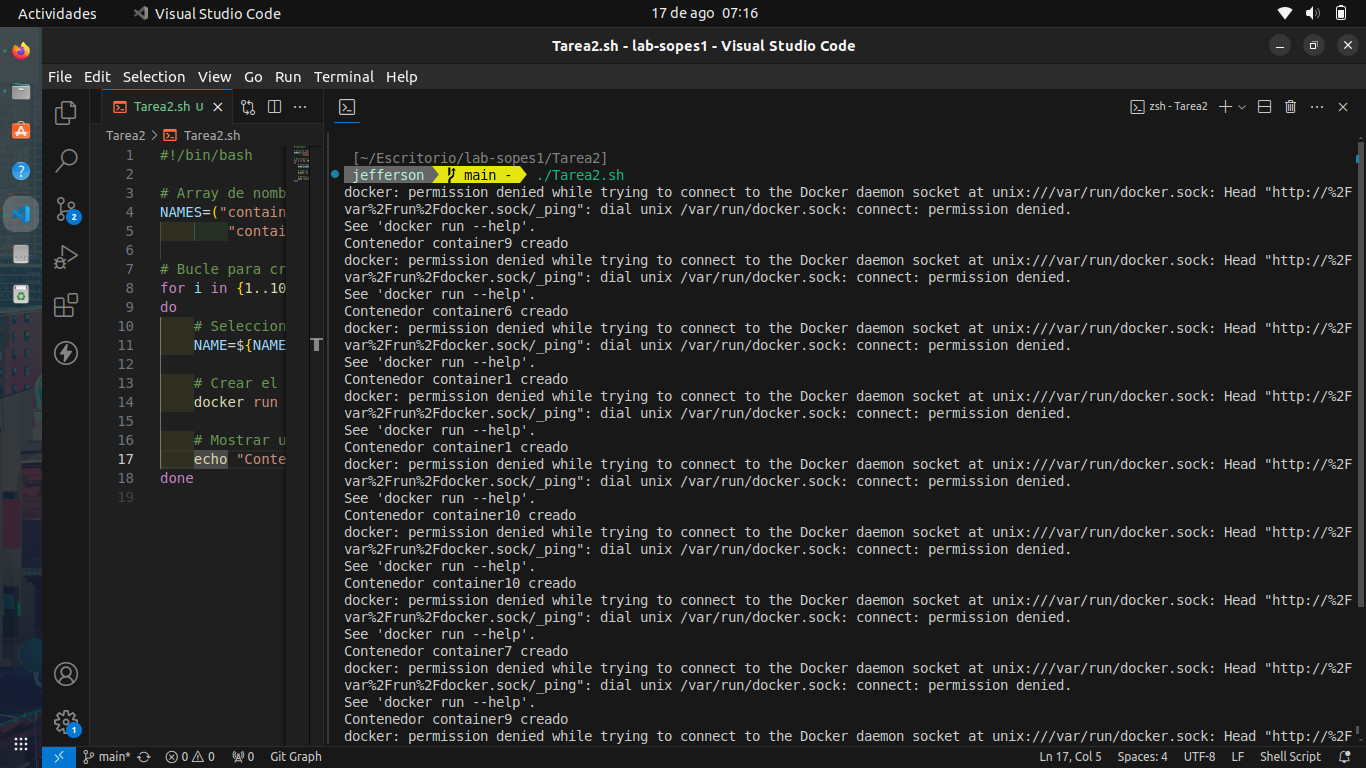 Actividades
Visual Studio Code
17 de ago 07:16
Tarea2.sh - lab-sopes1 - Visual Studio Code
File Edit Selection View Go Run Terminal Help
Tarea2.sh U
zsh - Tarea2
Tarea2 > Tarea2.sh
1 #!/bin/bash
2
3 # Array de nomb
4 NAMES=("contain
5 "contai
6
7 # Bucle para cr
8 for i in {1..10
9 do
10 # Seleccion
11 NAME=${NAME
12
13 # Crear el
14 docker run
15
16 # Mostrar u
17 echo "Conte
18 done
19
[~/Escritorio/lab-sopes1/Tarea2]
jefferson main - ./Tarea2.sh
docker: permission denied while trying to connect to the Docker daemon socket at unix:///var/run/docker.sock: Head "http://%2F
var%2Frun%2Fdocker.sock/_ping": dial unix /var/run/docker.sock: connect: permission denied.
See 'docker run --help'.
Contenedor container9 creado
docker: permission denied while trying to connect to the Docker daemon socket at unix:///var/run/docker.sock: Head "http://%2F
var%2Frun%2Fdocker.sock/_ping": dial unix /var/run/docker.sock: connect: permission denied.
See 'docker run --help'.
Contenedor container6 creado
docker: permission denied while trying to connect to the Docker daemon socket at unix:///var/run/docker.sock: Head "http://%2F
var%2Frun%2Fdocker.sock/_ping": dial unix /var/run/docker.sock: connect: permission denied.
See 'docker run --help'.
Contenedor container1 creado
docker: permission denied while trying to connect to the Docker daemon socket at unix:///var/run/docker.sock: Head "http://%2F
var%2Frun%2Fdocker.sock/_ping": dial unix /var/run/docker.sock: connect: permission denied.
See 'docker run --help'.
Contenedor container1 creado
docker: permission denied while trying to connect to the Docker daemon socket at unix:///var/run/docker.sock: Head "http://%2F
var%2Frun%2Fdocker.sock/_ping": dial unix /var/run/docker.sock: connect: permission denied.
See 'docker run --help'.
Contenedor container10 creado
docker: permission denied while trying to connect to the Docker daemon socket at unix:///var/run/docker.sock: Head "http://%2F
var%2Frun%2Fdocker.sock/_ping": dial unix /var/run/docker.sock: connect: permission denied.
See 'docker run --help'.
Contenedor container10 creado
docker: permission denied while trying to connect to the Docker daemon socket at unix:///var/run/docker.sock: Head "http://%2F
var%2Frun%2Fdocker.sock/_ping": dial unix /var/run/docker.sock: connect: permission denied.
See 'docker run --help'.
Contenedor container7 creado
docker: permission denied while trying to connect to the Docker daemon socket at unix:///var/run/docker.sock: Head "http://%2F
var%2Frun%2Fdocker.sock/_ping": dial unix /var/run/docker.sock: connect: permission denied.
See 'docker run --help'.
Contenedor container9 creado
docker: permission denied while trying to connect to the Docker daemon socket at unix:///var/run/docker.sock: Head "http://%2F
2
1
main* 0 0 0 Git Graph
Ln 17, Col 5 Spaces: 4 UTF-8 LF Shell Script